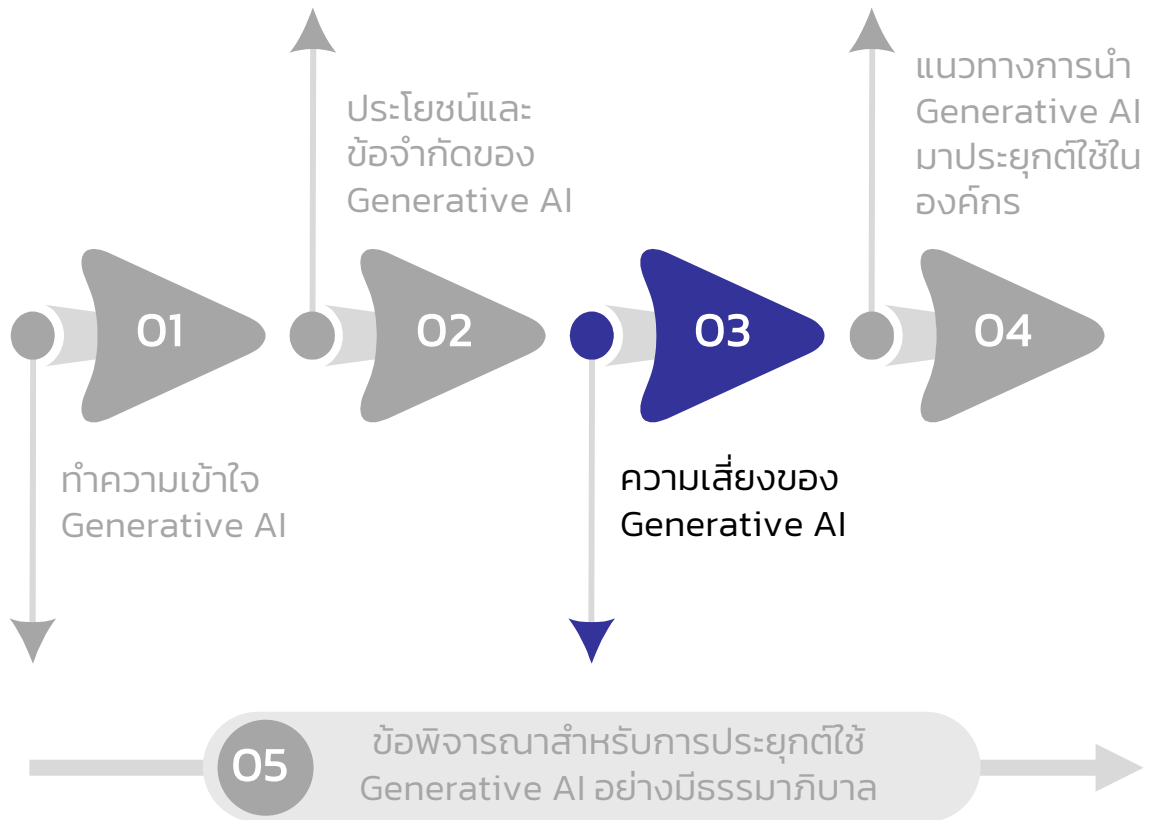 01
ทำความเข้าใจ
Generative AI
ประโยชน์และ
ข้อจำกัดของ
Generative AI
02
03
ความเสี่ยงของ
Generative AI
แนวทางการนำ
Generative AI
มาประยุกต์ใช้ใน
องค์กร
04
05
ข้อพิจารณาสำหรับการประยุกต์ใช้
Generative AI อย่างมีธรรมาภิบาล